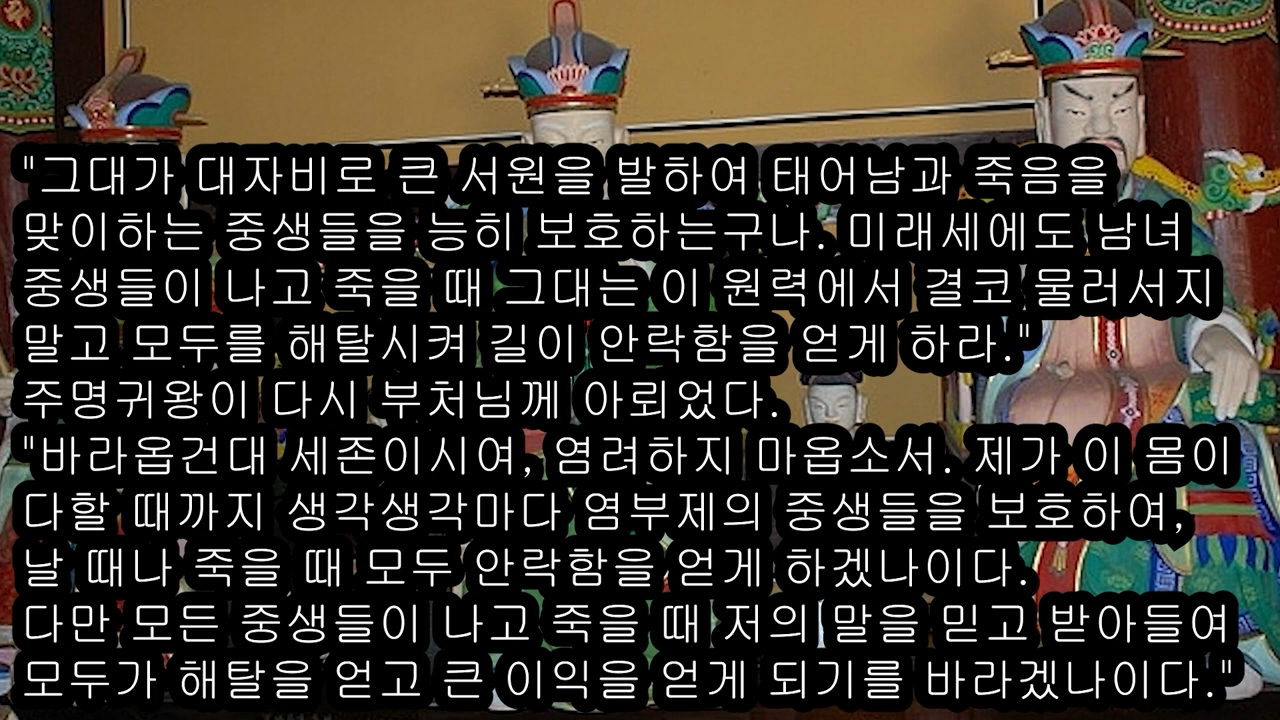 "그대가 대자비로 큰 서원을 발하여 태어남과 죽음을
맞이하는 중생들을 능히 보호하는구나. 미래세에도 남녀
중생들이 나고 죽을 때 그대는 이 원력에서 결코 물러서지
말고 모두를 해탈시켜 길이 안락함을 얻게 하라."
주명귀왕이 다시 부처님께 아뢰었다.
"바라옵건대 세존이시여, 염려하지 마옵소서. 제가 이 몸이
다할 때까지 생각생각마다 염부제의 중생들을 보호하여,
날 때나 죽을 때 모두 안락함을 얻게 하겠나이다.
다만 모든 중생들이 나고 죽을 때 저의 말을 믿고 받아들여
모두가 해탈을 얻고 큰 이익을 얻게 되기를 바라겠나이다."